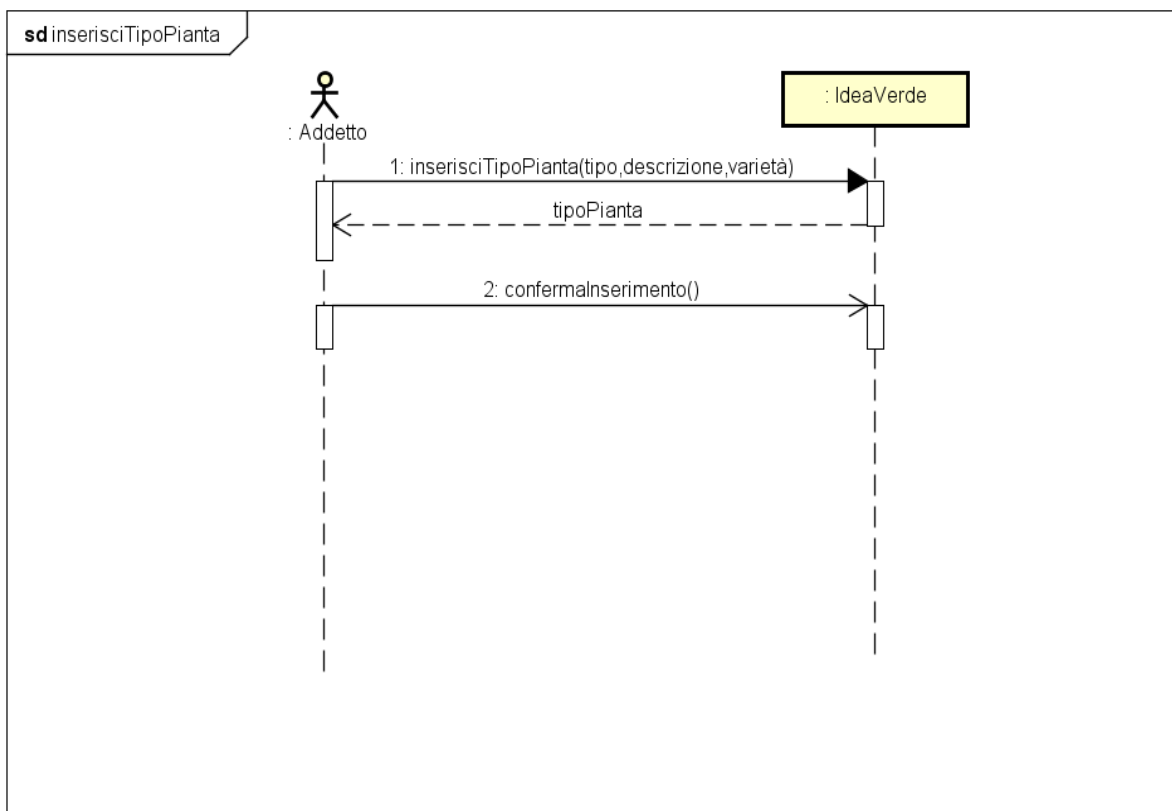 sd inserisciTipoPianta
: Addetto
: IdeaVerde
1: inserisciTipoPianta(tipo,descrizione,varietà)
tipoPianta
2: confermaInserimento()